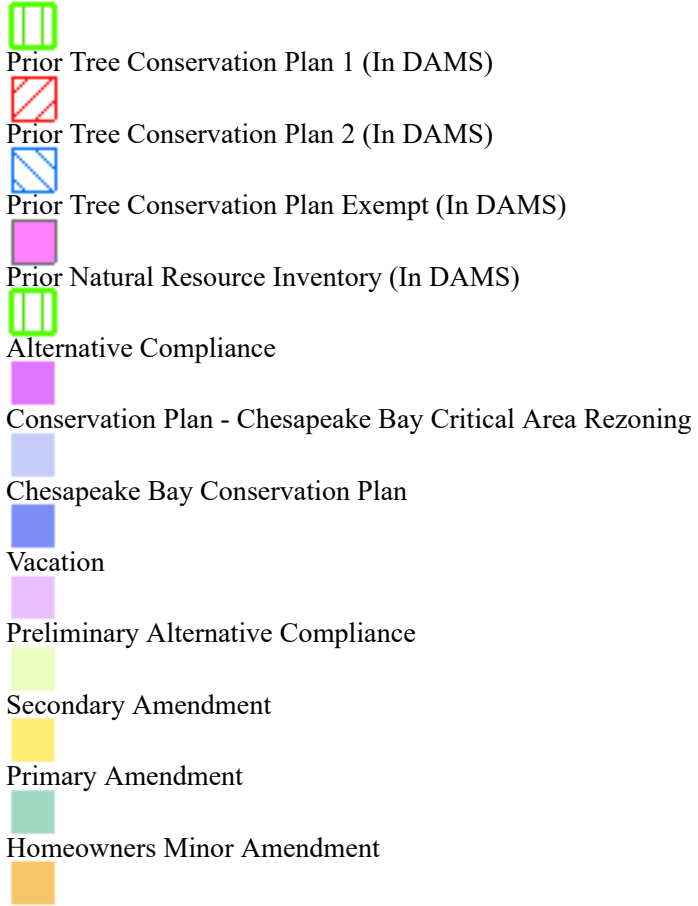 Prior Tree Conservation Plan 1 (In DAMS)
Prior Tree Conservation Plan 2 (In DAMS)
Prior Tree Conservation Plan Exempt (In DAMS)
Prior Natural Resource Inventory (In DAMS)
Alternative Compliance
Conservation Plan - Chesapeake Bay Critical Area Rezoning
Chesapeake Bay Conservation Plan
Vacation
Preliminary Alternative Compliance
Secondary Amendment
Primary Amendment
Homeowners Minor Amendment